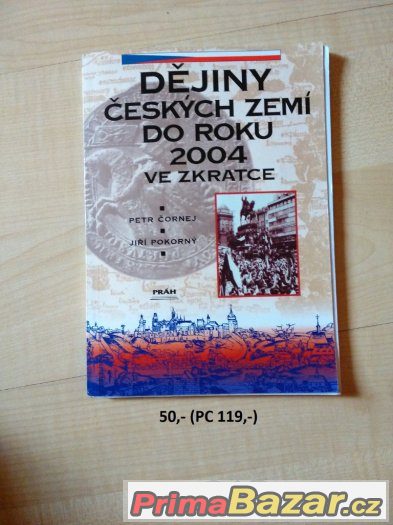 DĚJINY
ČESKÝCH ZEMÍ
DO ROKU
2004
VE ZKRATCE
PETR ČORNEJ
JIŘÍ POKORNÝ
PRÁH
50,- (PC 119,-)
PrimaBazar.cz